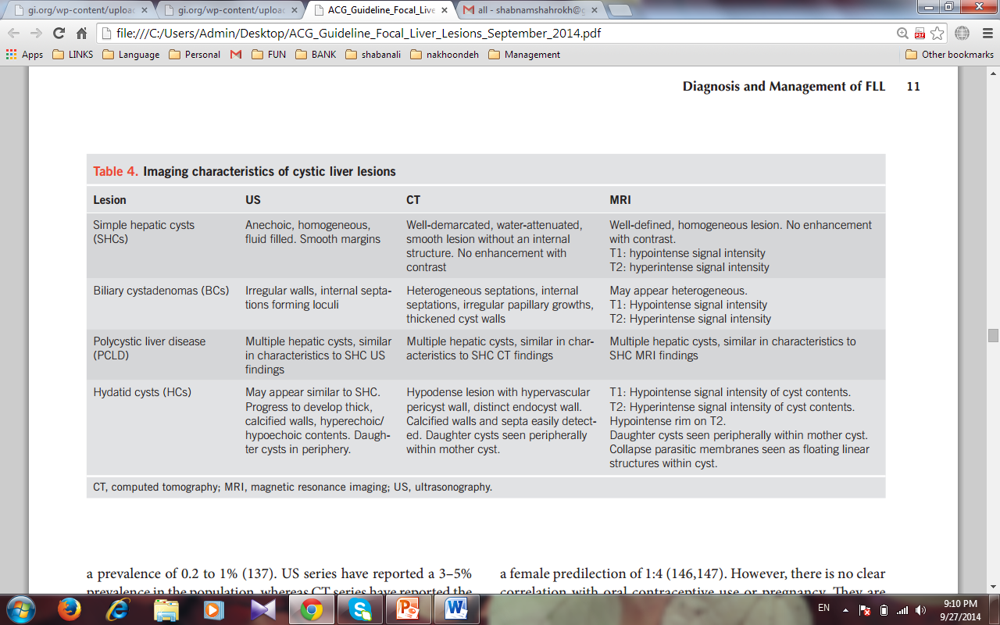 gi.org/wp-content/upload
gi.org/wp-content/upload
ACG_Guideline_Focal_Live
all - shabnamshahrokh@g
file:///C:/Users/Admin/Desktop/ACG_Guideline_Focal_Liver_Lesions_September_2014.pdf
Apps LINKS Language Personal FUN BANK shabanali nakhoondeh Management Other bookmarks
Diagnosis and Management of FLL 11
Table 4. Imaging characteristics of cystic liver lesions
Lesion US CT MRI
Simple hepatic cysts
(SHCs)
Anechoic, homogeneous,
fluid filled. Smooth margins
Well-demarcated, water-attenuated,
smooth lesion without an internal
structure. No enhancement with
contrast
Well-defined, homogeneous lesion. No enhancement
with contrast.
T1: hypointense signal intensity
T2: hyperintense signal intensity
Biliary cystadenomas (BCs)
Irregular walls, internal septa-
tions forming loculi
Heterogeneous septations, internal
septations, irregular papillary growths,
thickened cyst walls
May appear heterogeneous.
T1: Hypointense signal intensity
T2: Hyperintense signal intensity
Polycystic liver disease
(PCLD)
Multiple hepatic cysts, similar
in characteristics to SHC US
findings
Multiple hepatic cysts, similar in char-
acteristics to SHC CT findings
Multiple hepatic cysts, similar in characteristics to
SHC MRI findings
Hydatid cysts (HCs)
May appear similar to SHC.
Progress to develop thick,
calcified walls, hyperechoic/
hypoechoic contents. Daugh-
ter cysts in periphery.
Hypodense lesion with hypervascular
pericyst wall, distinct endocyst wall.
Calcified walls and septa easily detect-
ed. Daughter cysts seen peripherally
within mother cyst.
T1: Hypointense signal intensity of cyst contents.
T2: Hyperintense signal intensity of cyst contents.
Hypointense rim on T2.
Daughter cysts seen peripherally within mother cyst.
Collapse parasitic membranes seen as floating linear
structures within cyst.
CT, computed tomography; MRI, magnetic resonance imaging; US, ultrasonography.
a prevalence of 0.2 to 1% (137). US series have reported a 3–5%
prevalence in the population, whereas CT series have reported the
a female predilection of 1:4 (146,147). However, there is no clear
correlation with oral contraceptive use or pregnancy. They are
EN
9:10 PM
9/27/2014